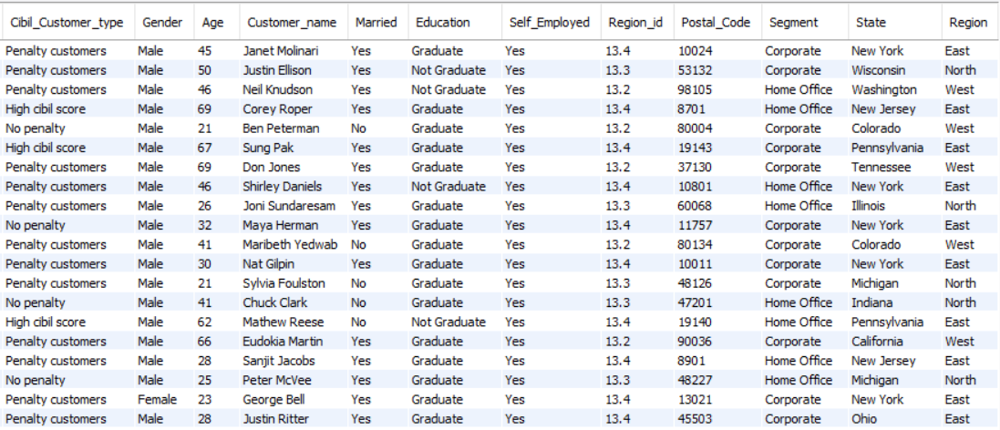 Cibil_Customer_type Gender Age Customer_name Married Education Self_Employed Region_id Postal_Code Segment State Region
Penalty customers Male 45 Janet Molinari Yes Graduate Yes 13.4 10024 Corporate New York East
Penalty customers Male 50 Justin Ellison Yes Not Graduate Yes 13.3 53132 Corporate Wisconsin North
Penalty customers Male 46 Neil Knudson Yes Not Graduate Yes 13.2 98105 Home Office Washington West
High cibil score Male 69 Corey Roper Yes Graduate Yes 13.4 8701 Home Office New Jersey East
No penalty Male 21 Ben Peterman No Graduate Yes 13.2 80004 Corporate Colorado West
High cibil score Male 67 Sung Pak Yes Graduate Yes 13.4 19143 Corporate Pennsylvania East
Penalty customers Male 69 Don Jones Yes Graduate Yes 13.2 37130 Corporate Tennessee West
Penalty customers Male 46 Shirley Daniels Yes Not Graduate Yes 13.4 10801 Home Office New York East
Penalty customers Male 26 Joni Sundaresam Yes Graduate Yes 13.3 60068 Home Office Illinois North
No penalty Male 32 Maya Herman Yes Graduate Yes 13.4 11757 Corporate New York East
Penalty customers Male 41 Maribeth Yedwab No Graduate Yes 13.2 80134 Corporate Colorado West
Penalty customers Male 30 Nat Gilpin Yes Graduate Yes 13.4 10011 Corporate New York East
Penalty customers Male 21 Sylvia Foulston No Graduate Yes 13.3 48126 Corporate Michigan North
No penalty Male 41 Chuck Clark No Graduate Yes 13.3 47201 Home Office Indiana North
High cibil score Male 62 Mathew Reese No Not Graduate Yes 13.4 19140 Home Office Pennsylvania East
Penalty customers Male 66 Eudokia Martin Yes Graduate Yes 13.2 90036 Corporate California West
Penalty customers Male 28 Sanjit Jacobs Yes Graduate Yes 13.4 8901 Home Office New Jersey East
No penalty Male 25 Peter McVee Yes Graduate Yes 13.3 48227 Home Office Michigan North
Penalty customers Female 23 George Bell Yes Graduate Yes 13.4 13021 Corporate New York East
Penalty customers Male 28 Justin Ritter Yes Graduate Yes 13.4 45503 Corporate Ohio East